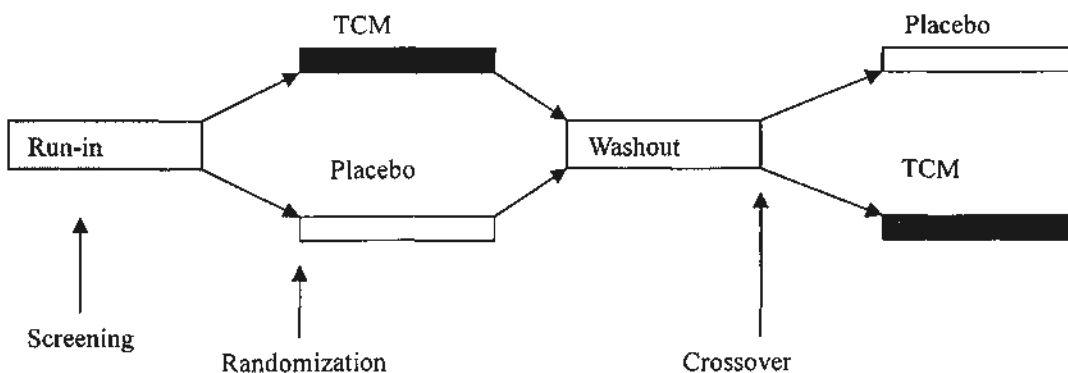 TCM
Placebo
Run-in
Placebo
Washout
TCM
Screening
Randomization
Crossover